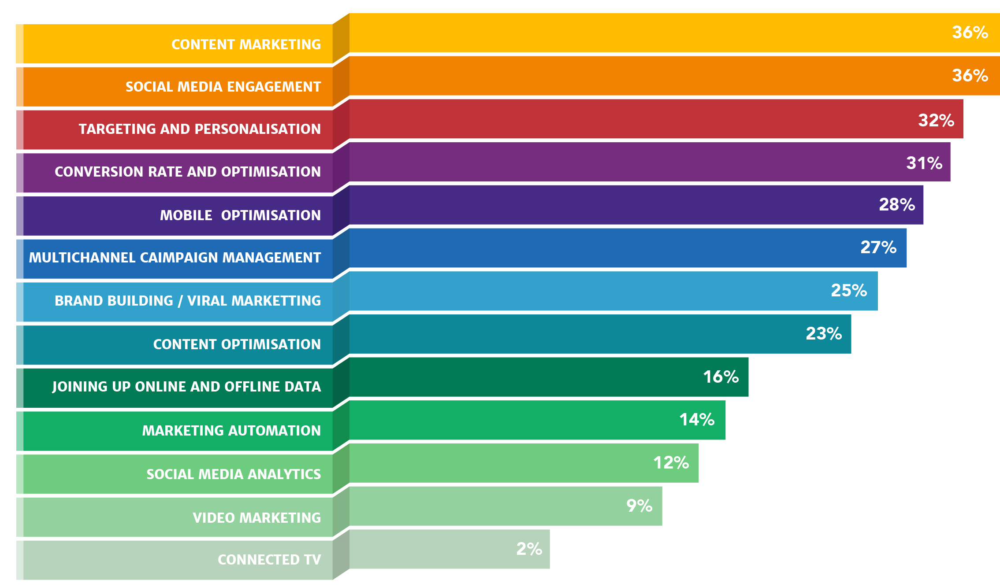 CONTENT MARKETING 36%
SOCIAL MEDIA ENGAGEMENT 36%
TARGETING AND PERSONALISATION 32%
CONVERSION RATE AND OPTIMISATION 31%
MOBILE OPTIMISATION 28%
MULTICHANNEL CAIMPAIGN MANAGEMENT 27%
BRAND BUILDING / VIRAL MARKETTING 25%
CONTENT OPTIMISATION 23%
JOINING UP ONLINE AND OFFLINE DATA 16%
MARKETING AUTOMATION 14%
SOCIAL MEDIA ANALYTICS 12%
VIDEO MARKETING 9%
CONNECTED TV 2%